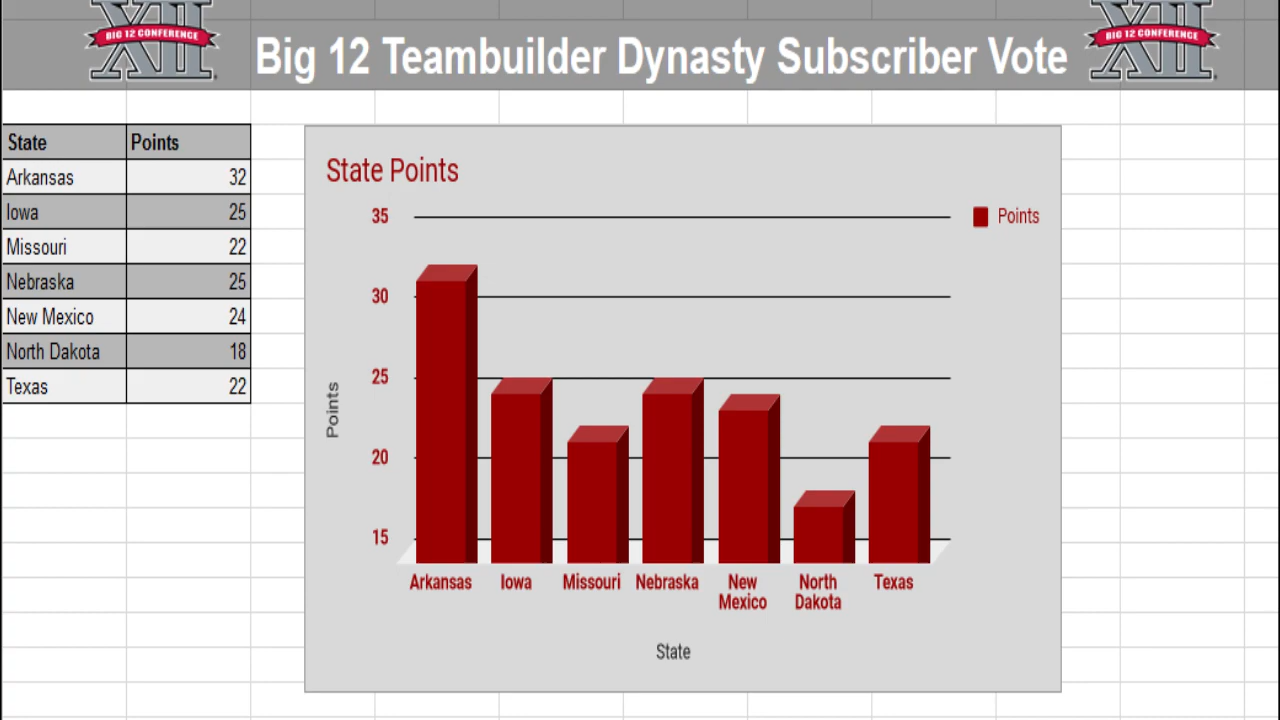 XII
BIG 12 CONFERENCE
Big 12 Teambuilder Dynasty Subscriber Vote
XII
BIG 12 CONFERENCE
State Points
Arkansas 32
Iowa 25
Missouri 22
Nebraska 25
New Mexico 24
North Dakota 18
Texas 22
State Points
Points
35
30
25
20
15
Points
Arkansas Iowa Missouri Nebraska New Mexico North Dakota Texas
State